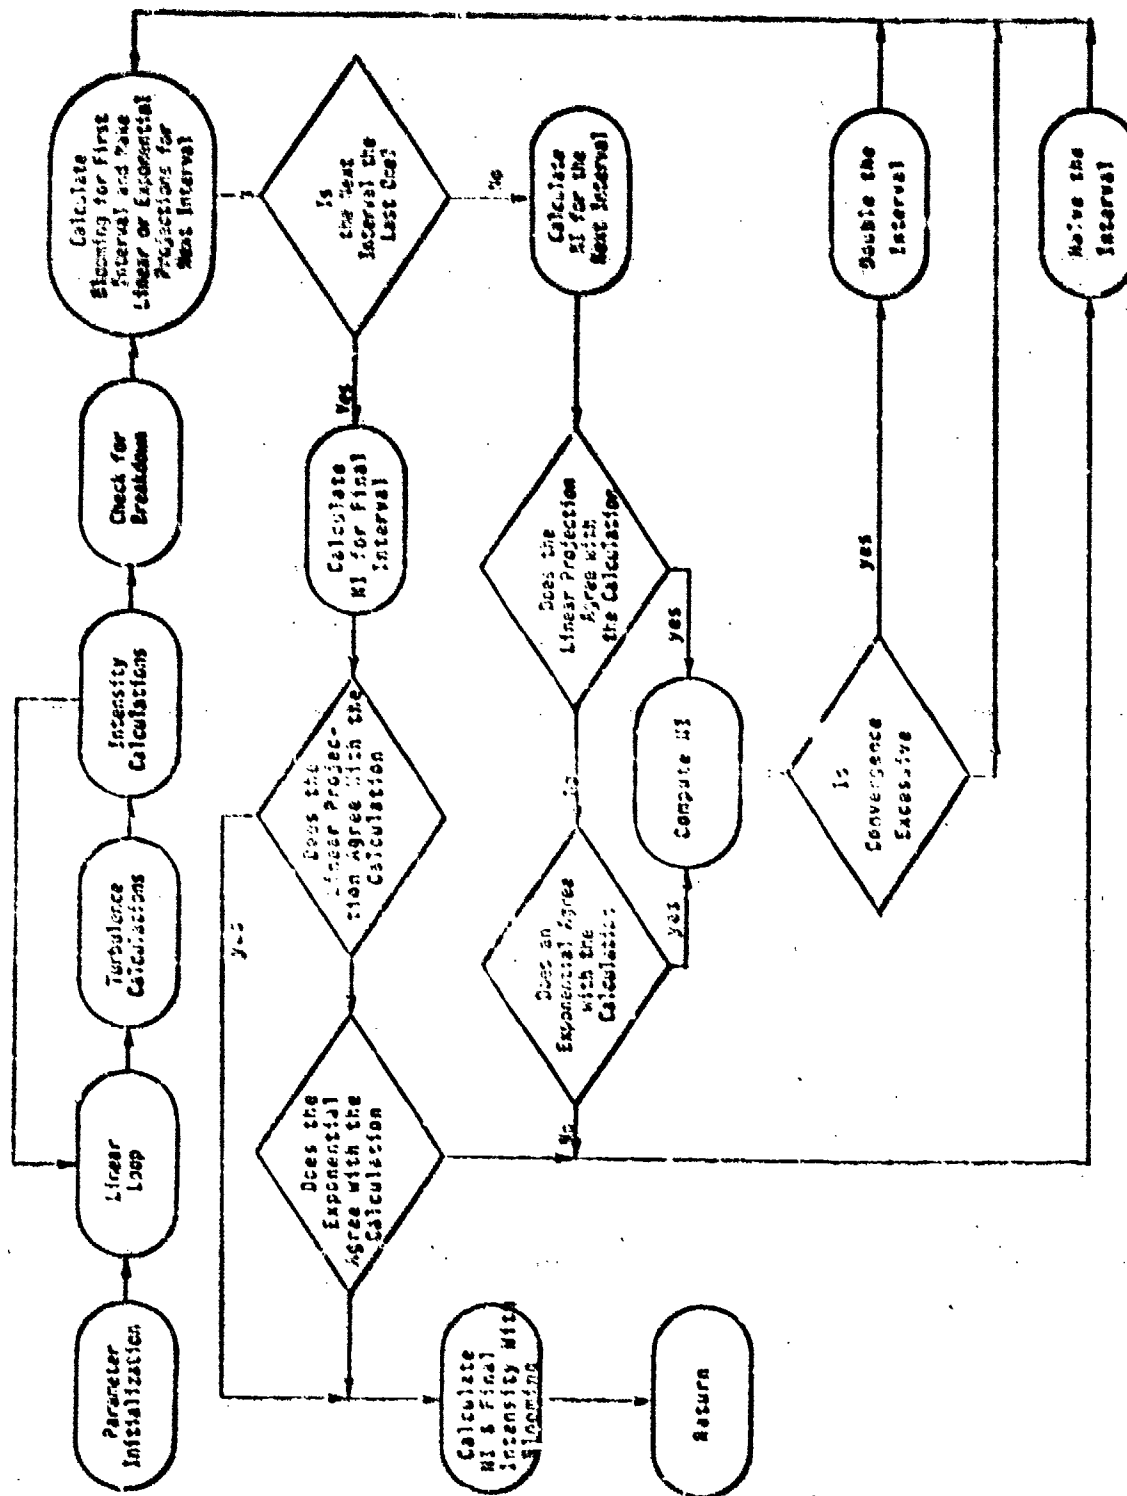 Parameter
Initialization
Linear
Loop
Turbulence
Calculations
Intensity
Calculations
Check for
Breakdown
Calculate
Blooming for First
Interval and Make
Linear or Exponential
Projections for
Next Interval
Is
the Next
Interval the
Last One?
Yes
No
Calculate
NI for Final
Interval
Does the
Linear Projec-
tion Agree With the
Calculation
yes
Does the
Exponential
Agree with the
Calculation
Calculate
NI & Final
Intensity With
Blooming
Return
Calculate
NI for the
Next Interval
Does the
Linear Projection
Agree with
the Calculation
yes
no
Does an
Exponential Agree
with the
Calculation
yes
No
Compute NI
Is
Convergence
Excessive
yes
Double the
Interval
Halve the
Interval